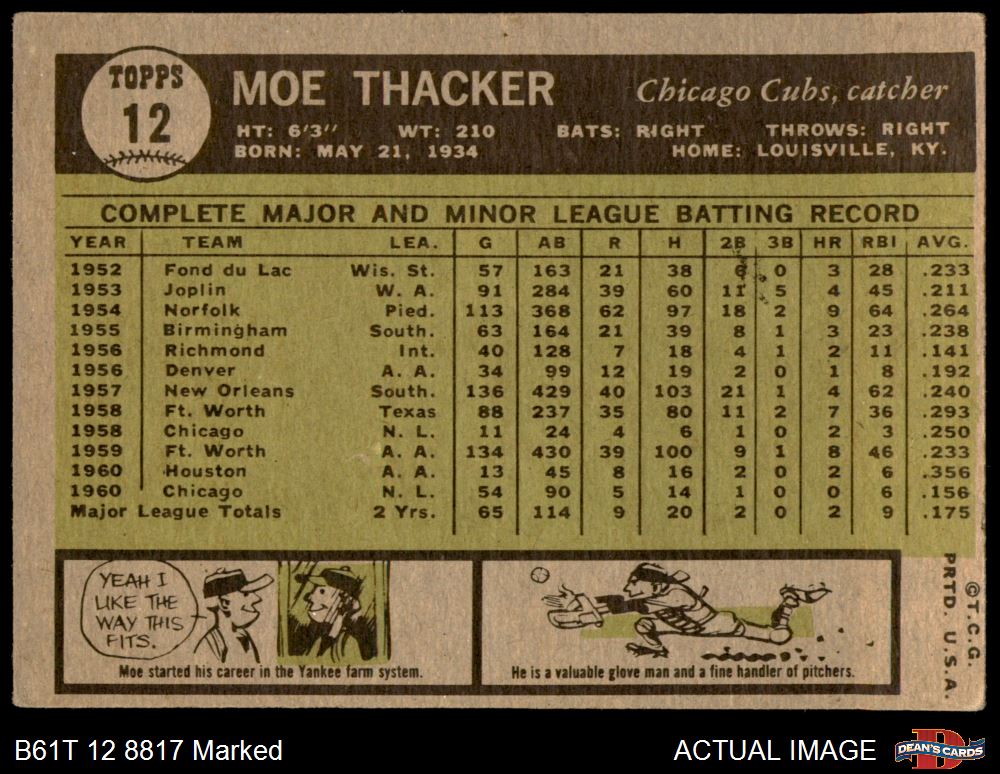 TOPPS
12
MOE THACKER
Chicago Cubs, catcher
HT: 6'3" WT: 210 BATS: RIGHT THROWS: RIGHT
BORN: MAY 21, 1934 HOME: LOUISVILLE, KY.
COMPLETE MAJOR AND MINOR LEAGUE BATTING RECORD
YEAR TEAM LEA. G AB R H 2B 3B HR RBI AVG.
1952 Fond du Lac Wis. St. 57 163 21 38 6 0 3 28 .233
1953 Joplin W. A. 91 284 39 60 11 5 4 45 .211
1954 Norfolk Pied. 113 368 62 97 18 2 9 64 .264
1955 Birmingham South. 63 164 21 39 8 1 3 23 .238
1956 Richmond Int. 40 128 7 18 4 1 2 11 .141
1956 Denver A. A. 34 99 12 19 2 0 1 8 .192
1957 New Orleans South. 136 429 40 103 21 1 4 62 .240
1958 Ft. Worth Texas 88 237 35 80 11 2 7 36 .293
1958 Chicago N. L. 11 24 4 6 1 0 2 3 .250
1959 Ft. Worth A. A. 134 430 39 100 9 1 8 46 .233
1960 Houston A. A. 13 45 8 16 2 0 2 6 .356
1960 Chicago N. L. 54 90 5 14 1 0 0 6 .156
Major League Totals 2 Yrs. 65 114 9 20 2 0 2 9 .175
YEAH I
LIKE THE
WAY THIS
FITS.
Moe started his career in the Yankee farm system.
He is a valuable glove man and a fine handler of pitchers.
©T.C.G.
PRTD. U.S.A.
B61T 12 8817 Marked
ACTUAL IMAGE
D
DEAN'S CARDS